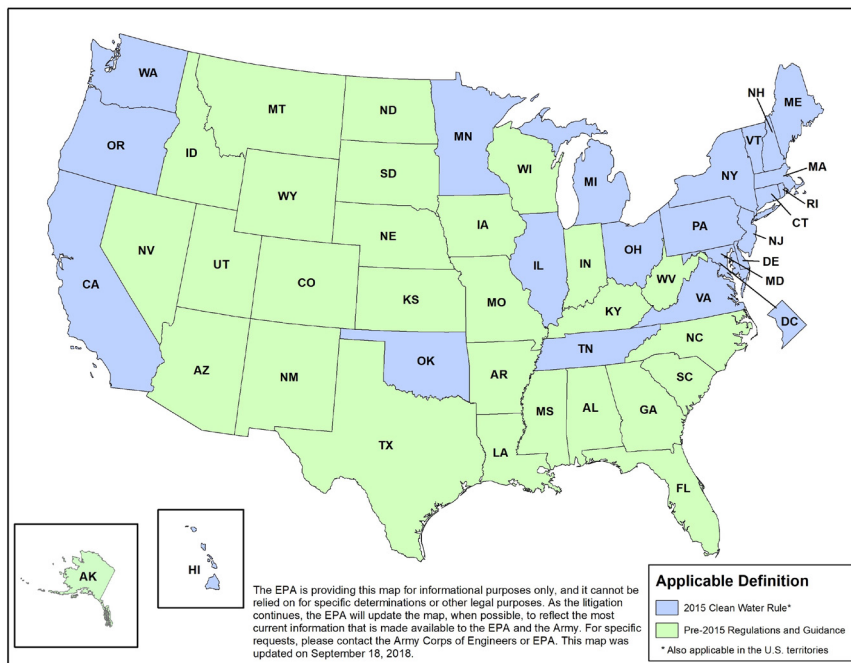 WA
NH
ME
MT
ND
VT
OR
MN
MA
ID
SD
WI
NY
WY
MI
RI
CT
IA
PA
NE
NV
NJ
OH
IL
IN
DE
UT
CA
CO
WV
MD
KS
MO
VA
KY
DC
NC
TN
OK
AZ
AR
NM
SC
MS
AL
GA
TX
LA
FL
AK
HI
The EPA is providing this map for informational purposes only, and it cannot be
relied on for specific determinations or other legal purposes. As the litigation
continues, the EPA will update the map, when possible, to reflect the most
current information that is made available to the EPA and the Army. For specific
requests, please contact the Army Corps of Engineers or EPA. This map was
updated on September 18, 2018.
Applicable Definition
2015 Clean Water Rule*
Pre-2015 Regulations and Guidance
* Also applicable in the U.S. territories